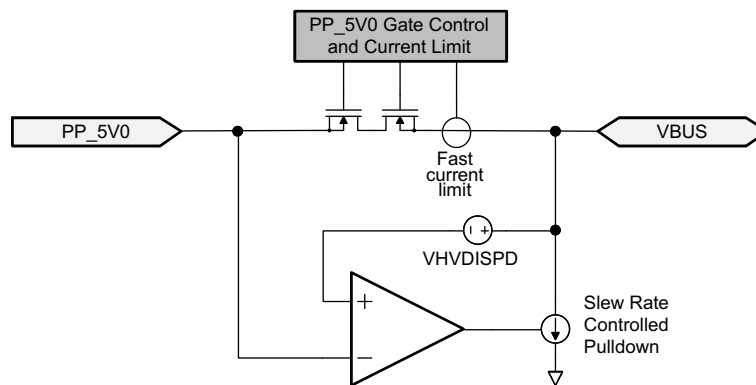 PP_5V0 Gate Control
and Current Limit
PP_5V0
VBUS
Fast
current
limit
VHVDISPD
Slew Rate
Controlled
Pulldown